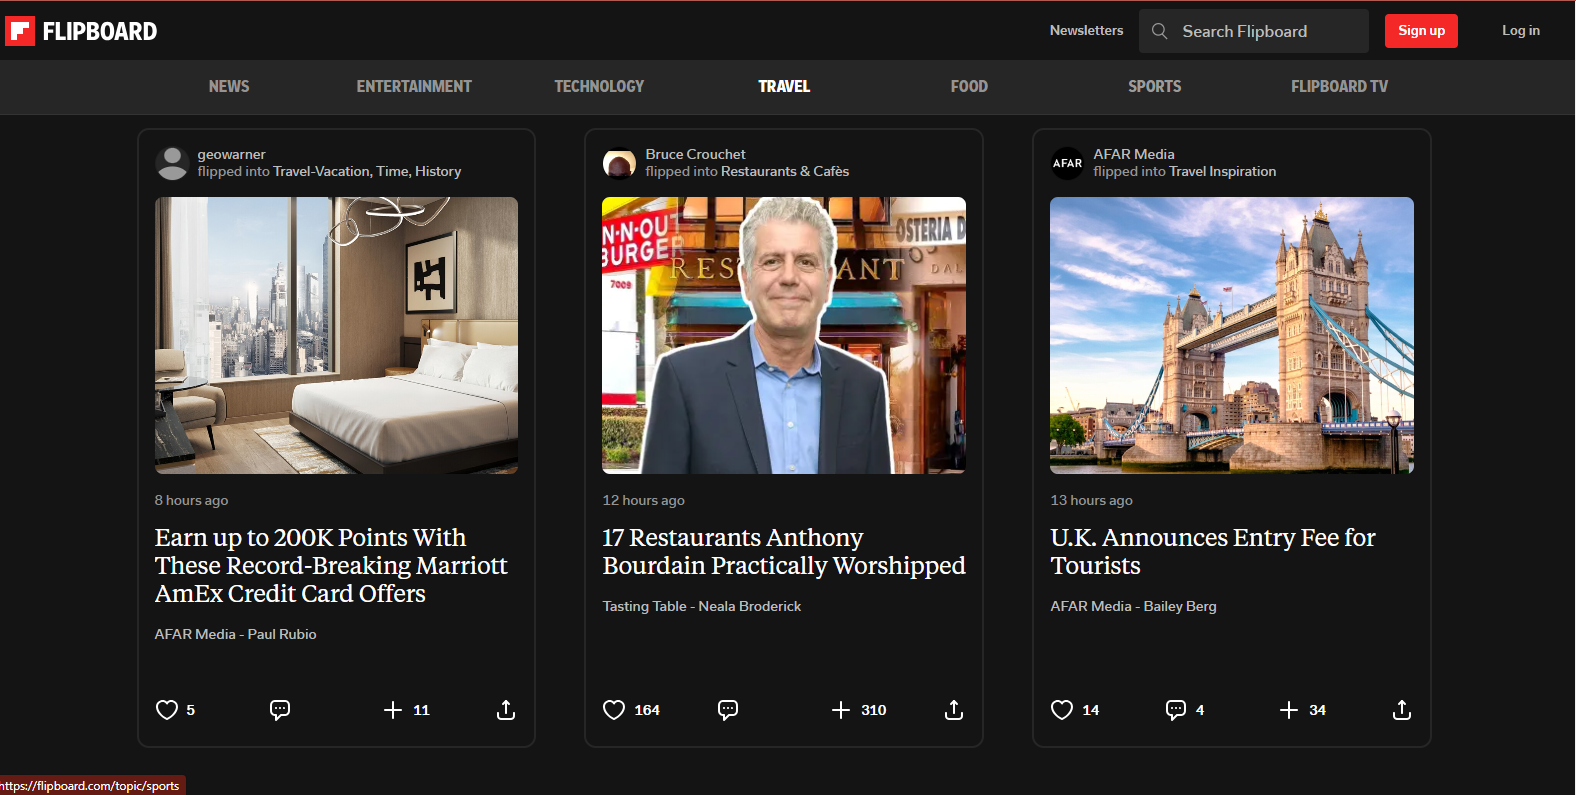 FLIPBOARD
Newsletters
Search Flipboard
Sign up
Log in
NEWS
ENTERTAINMENT
TECHNOLOGY
TRAVEL
FOOD
SPORTS
FLIPBOARD TV
geowarner
flipped into Travel-Vacation, Time, History
8 hours ago
Earn up to 200K Points With
These Record-Breaking Marriott
AmEx Credit Card Offers
AFAR Media - Paul Rubio
5
11
Bruce Crouchet
flipped into Restaurants & Cafès
N-N-OUT
BURGER
7009
RES
ANT
OSTERIA D
DAL
12 hours ago
17 Restaurants Anthony
Bourdain Practically Worshipped
Tasting Table - Neala Broderick
164
310
AFAR
AFAR Media
flipped into Travel Inspiration
13 hours ago
U.K. Announces Entry Fee for
Tourists
AFAR Media - Bailey Berg
14
4
34
https://flipboard.com/topic/sports